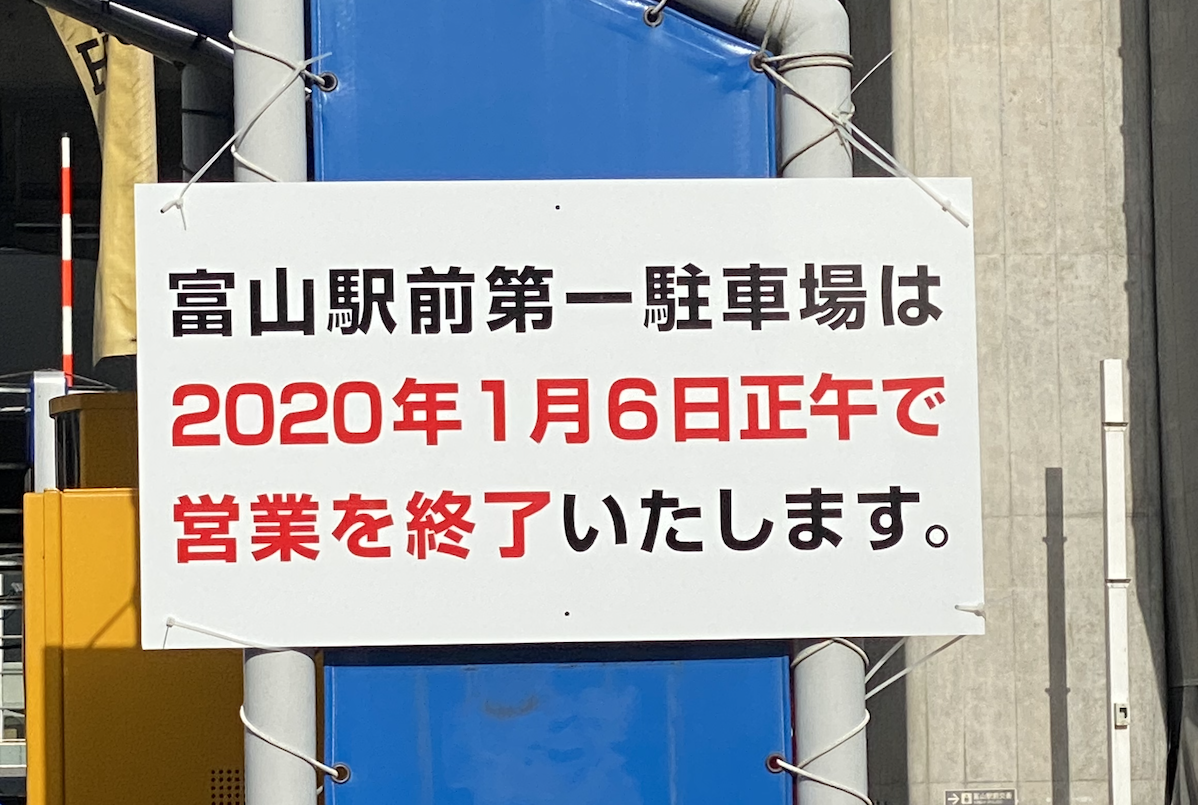 富山駅前第一駐車場は
2020年1月6日正午で
営業を終了いたします。